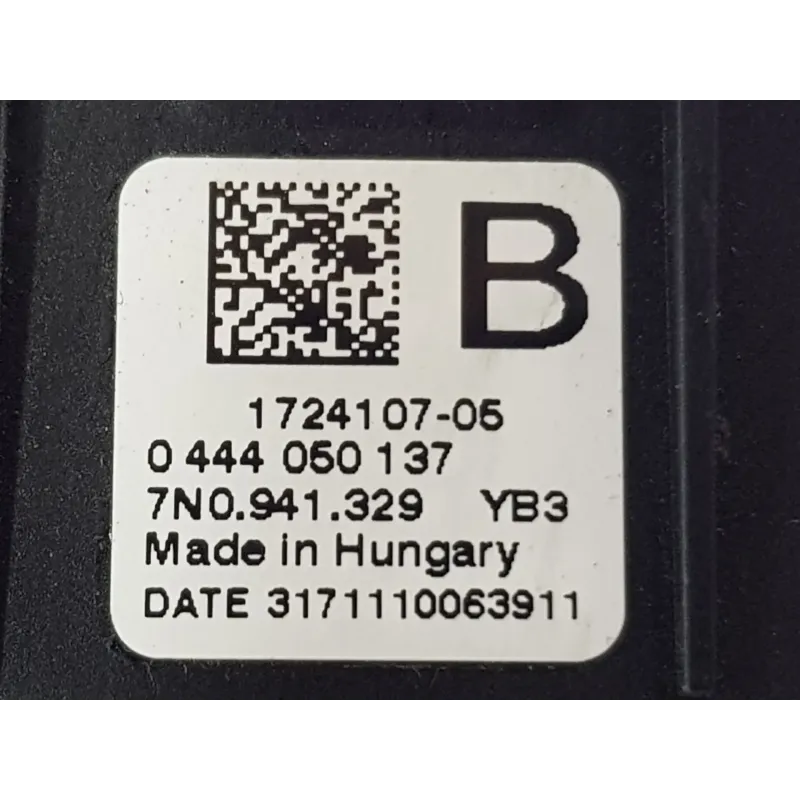 B
1724107-05
0 444 050 137
7N0.941.329 YB3
Made in Hungary
DATE 3171110063911